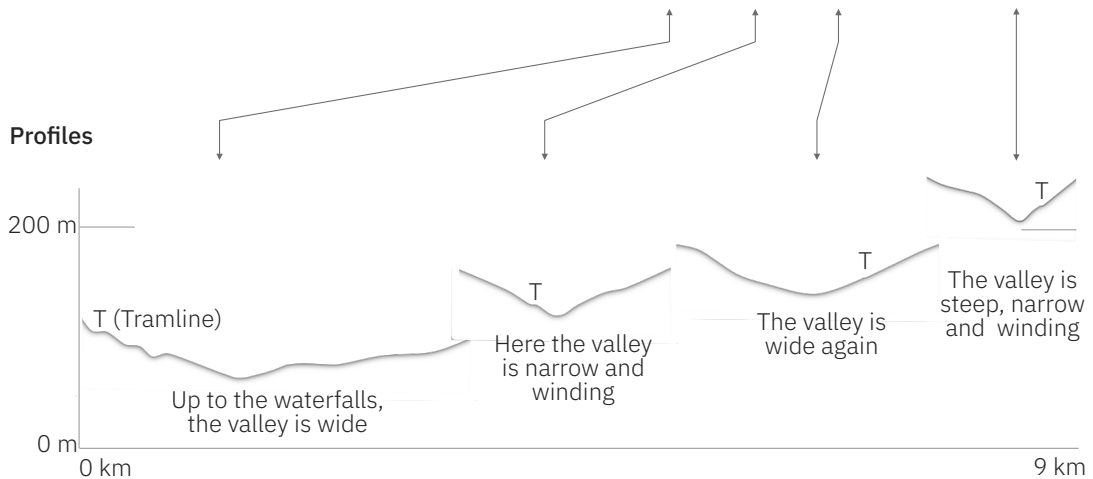 Profiles
200 m
T (Tramline)
Up to the waterfalls,
the valley is wide
T
Here the valley
is narrow and
winding
T
The valley is
wide again
T
The valley is
steep, narrow
and winding
0 m
0 km
9 km